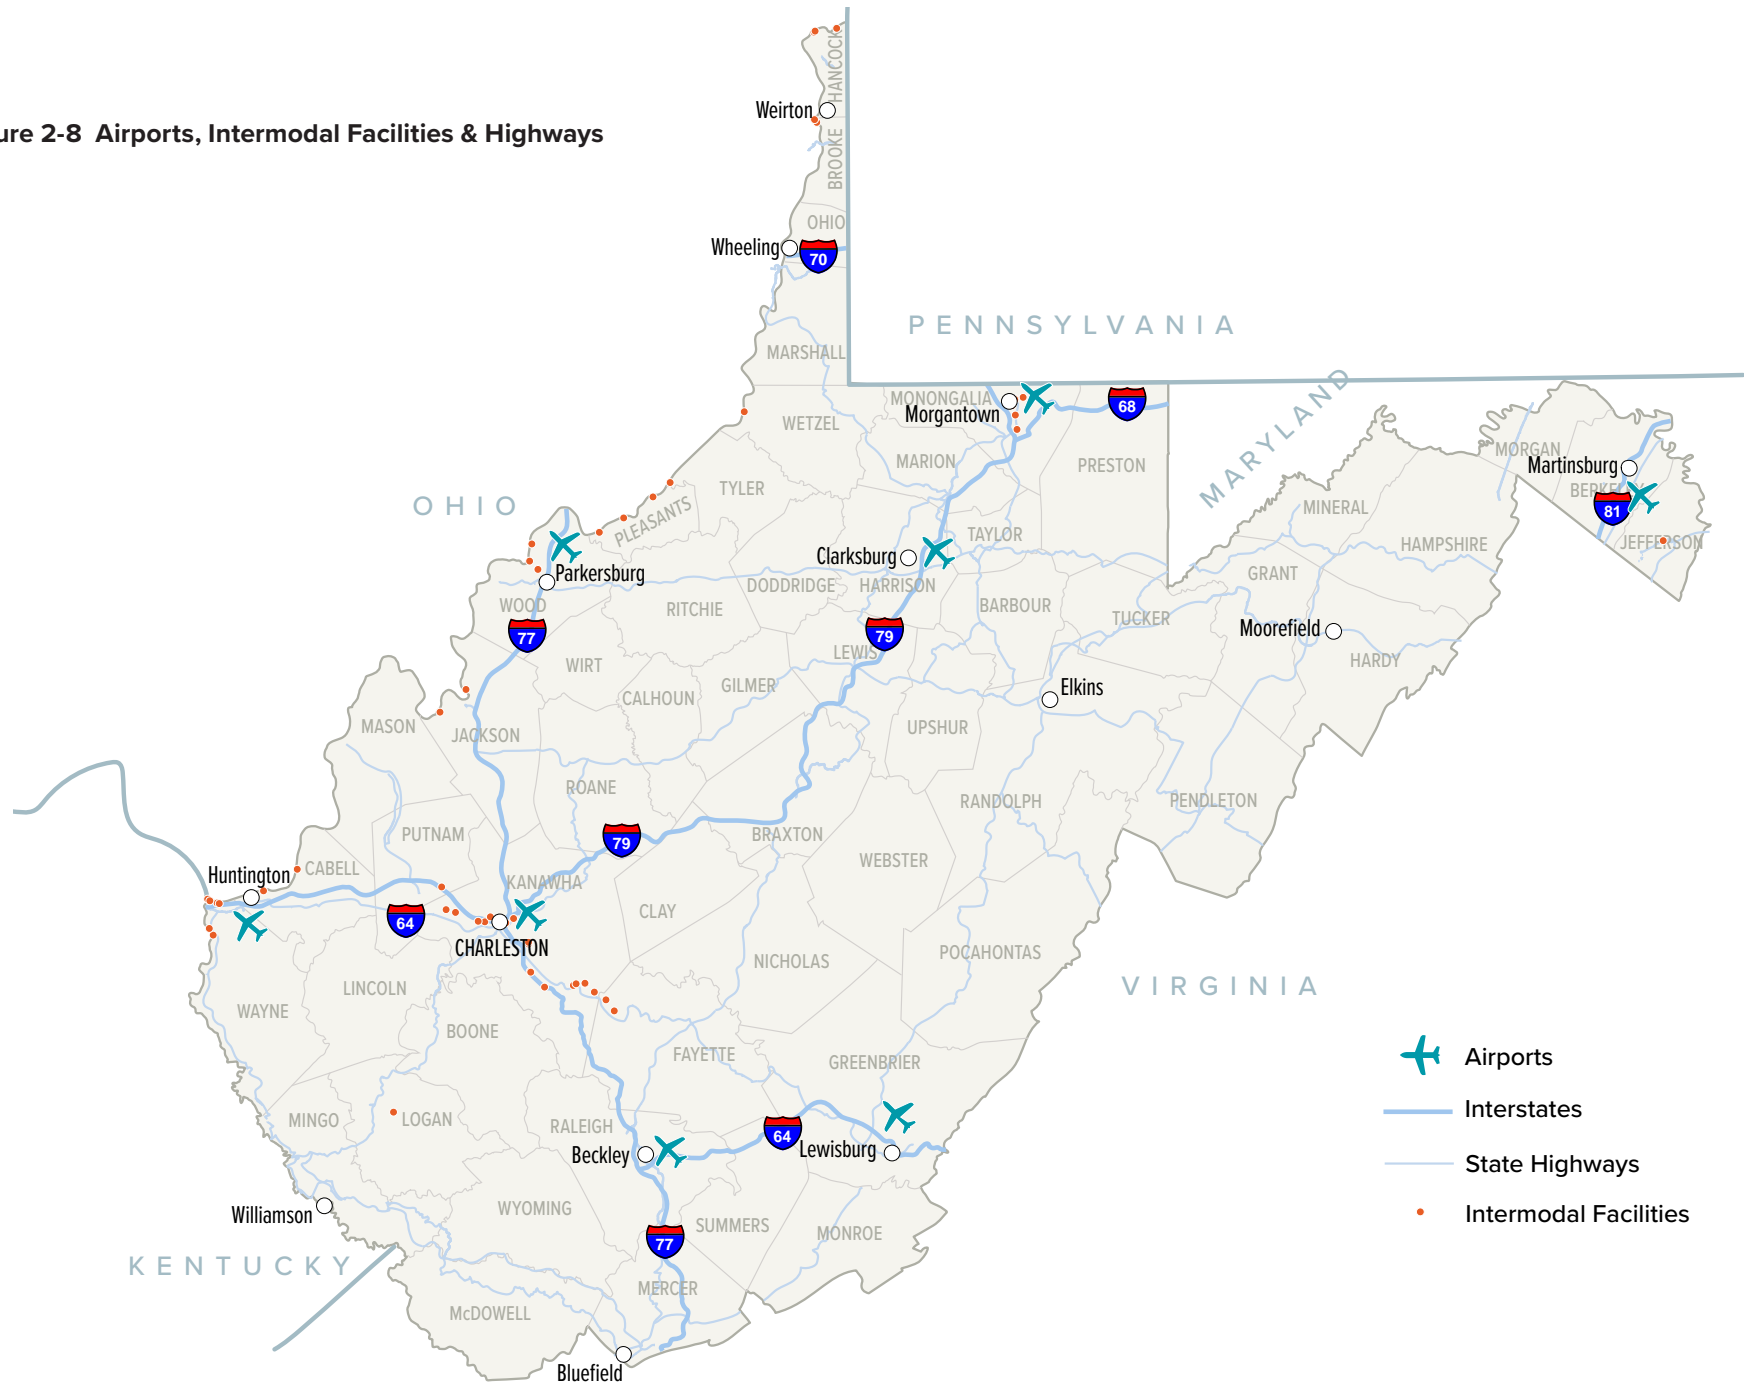 ure 2-8 Airports, Intermodal Facilities & Highways
HANCOCK
Weirton
BROOKE
OHIO
Wheeling
70
PENNSYLVANIA
MARSHALL
MARYLAND
MONONGALIA
Morgantown
68
WETZEL
MARION
PRESTON
MORGAN
Martinsburg
BERKELEY
81
JEFFERSON
OHIO
TYLER
PLEASANTS
MINERAL
HAMPSHIRE
TAYLOR
Clarksburg
Parkersburg
DODDRIDGE
HARRISON
GRANT
WOOD
RITCHIE
BARBOUR
TUCKER
77
79
Moorefield
LEWIS
WIRT
HARDY
CALHOUN
GILMER
Elkins
MASON
JACKSON
UPSHUR
ROANE
RANDOLPH
PENDLETON
PUTNAM
79
BRAXTON
WEBSTER
Huntington
CABELL
KANAWHA
64
CLAY
CHARLESTON
NICHOLAS
POCAHONTAS
LINCOLN
VIRGINIA
WAYNE
BOONE
FAYETTE
GREENBRIER
Airports
Interstates
MINGO
LOGAN
RALEIGH
64
Beckley
Lewisburg
State Highways
Williamson
WYOMING
SUMMERS
MONROE
Intermodal Facilities
77
KENTUCKY
MERCER
McDOWELL
Bluefield